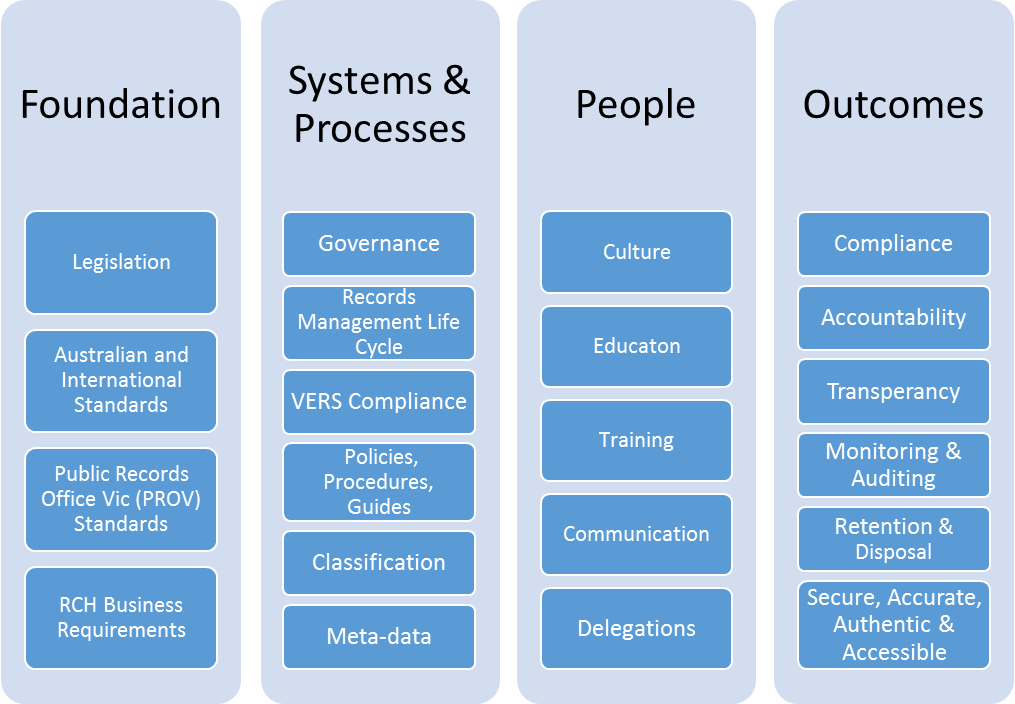 Foundation
Legislation
Australian and
International
Standards
Public Records
Office Vic (PROV)
Standards
RCH Business
Requirements
Systems &
Processes
Governance
Records
Management Life
Cycle
VERS Compliance
Policies,
Procedures,
Guides
Classification
Meta-data
People
Culture
Educaton
Training
Communication
Delegations
Outcomes
Compliance
Accountability
Transperancy
Monitoring &
Auditing
Retention &
Disposal
Secure, Accurate,
Authentic &
Accessible